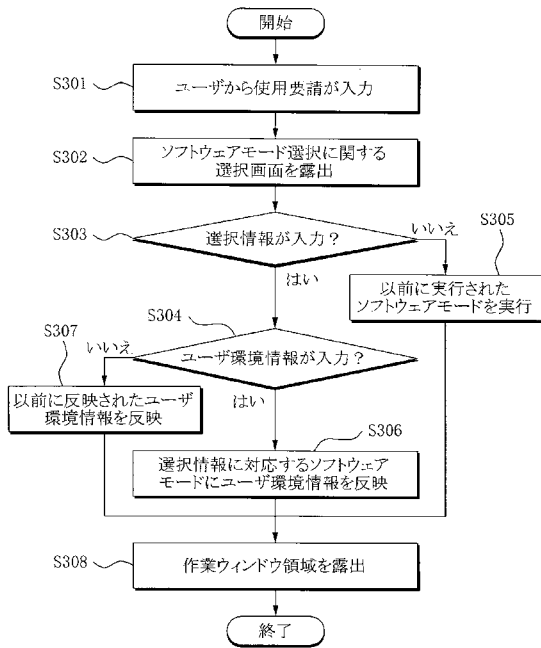 開始
S301
ユーザから使用要請が入力
S302
ソフトウェアモード選択に関する
選択画面を露出
S303
選択情報が入力?
いいえ
S305
はい
以前に実行された
ソフトウェアモードを実行
S304
ユーザ環境情報が入力?
いいえ
S307
はい
以前に反映されたユーザ
環境情報を反映
S306
選択情報に対応するソフトウェア
モードにユーザ環境情報を反映
S308
作業ウィンドウ領域を露出
終了